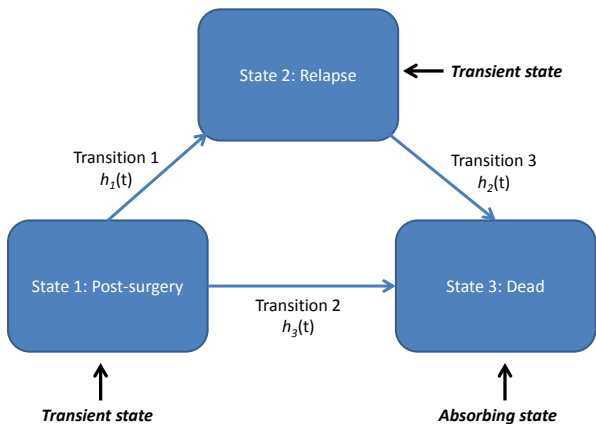 State 2: Relapse
Transient state
Transition 1
h₁(t)
Transition 3
h₂(t)
State 1: Post-surgery
State 3: Dead
Transition 2
h₃(t)
Transient state
Absorbing state